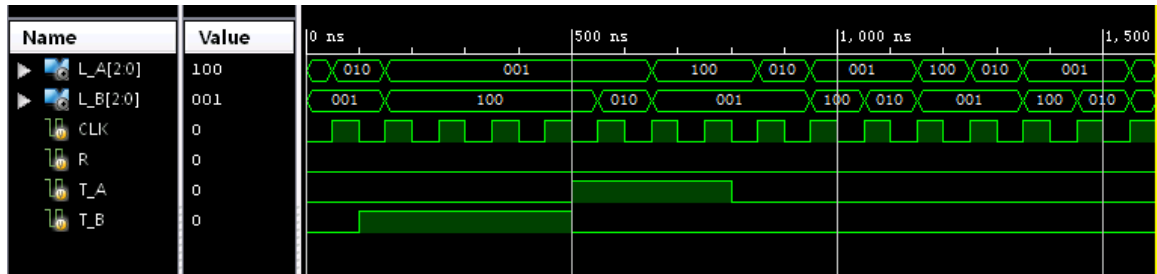 Name Value 0 ns 500 ns 1,000 ns 1,500
L_A[2:0] 100 010 001 100 010 001 100 010 001
L_B[2:0] 001 001 100 010 001 100 010 001 100 010
CLK 0
R 0
T_A 0
T_B 0